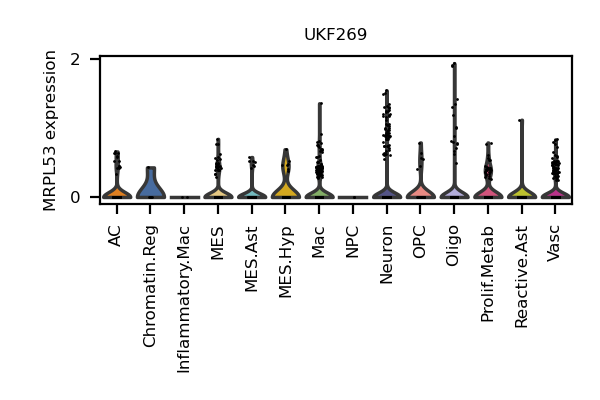 UKF269
MRPL53 expression
2
0
AC
Chromatin.Reg
Inflammatory.Mac
MES
MES.Ast
MES.Hyp
Mac
NPC
Neuron
OPC
Oligo
Prolif.Metab
Reactive.Ast
Vasc